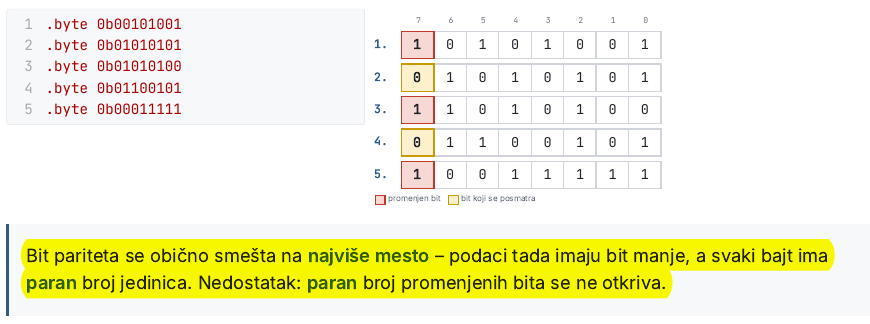 1 .byte 0b00101001
2 .byte 0b01010101
3 .byte 0b01010100
4 .byte 0b01100101
5 .byte 0b00011111
7 6 5 4 3 2 1 0
1. 1 0 1 0 1 0 0 1
2. 0 1 0 1 0 1 0 1
3. 1 1 0 1 0 1 0 0
4. 0 1 1 0 0 1 0 1
5. 1 0 0 1 1 1 1 1
promenjen bit bit koji se posmatra
Bit pariteta se obično smešta na najviše mesto – podaci tada imaju bit manje, a svaki bajt ima
paran broj jedinica. Nedostatak: paran broj promenjenih bita se ne otkriva.